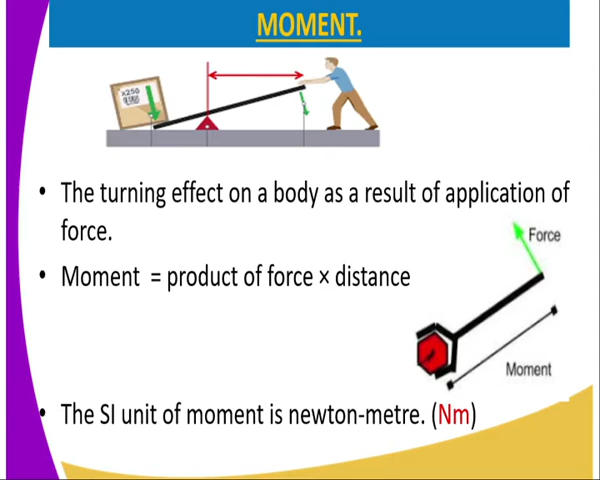 MOMENT.
x250
• The turning effect on a body as a result of application of
force.
Force
• Moment = product of force × distance
Moment
• The SI unit of moment is newton-metre. (Nm)